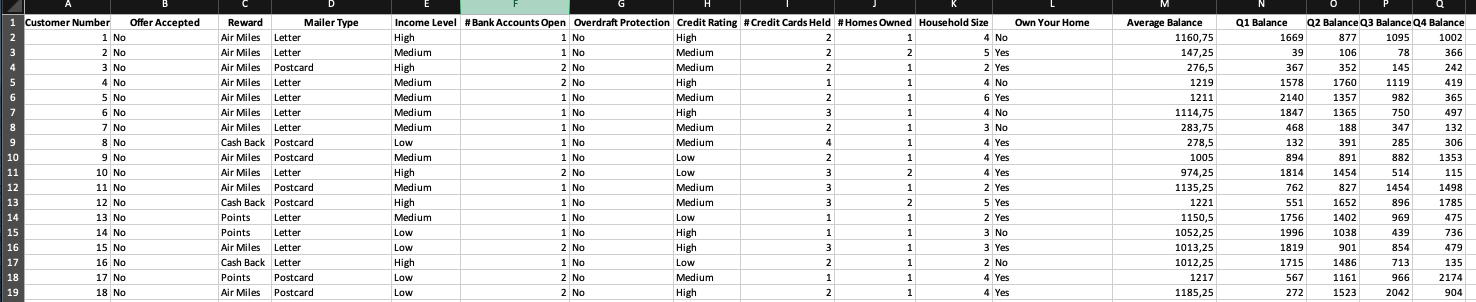 A B C D E F G H I J K L M N O P Q
1 Customer Number Offer Accepted Reward Mailer Type Income Level # Bank Accounts Open Overdraft Protection Credit Rating # Credit Cards Held # Homes Owned Household Size Own Your Home Average Balance Q1 Balance Q2 Balance Q3 Balance Q4 Balance
2 1 No Air Miles Letter High 1 No High 2 1 4 No 1160,75 1669 877 1095 1002
3 2 No Air Miles Letter Medium 1 No Medium 2 2 5 Yes 147,25 39 106 78 366
4 3 No Air Miles Postcard High 2 No Medium 2 1 2 Yes 276,5 367 352 145 242
5 4 No Air Miles Letter Medium 2 No High 1 1 4 No 1219 1578 1760 1119 419
6 5 No Air Miles Letter Medium 1 No Medium 2 1 6 Yes 1211 2140 1357 982 365
7 6 No Air Miles Letter Medium 1 No High 3 1 4 No 1114,75 1847 1365 750 497
8 7 No Air Miles Letter Medium 1 No Medium 2 1 3 No 283,75 468 188 347 132
9 8 No Cash Back Postcard Low 1 No Medium 4 1 4 Yes 278,5 132 391 285 306
10 9 No Air Miles Postcard Medium 1 No Low 2 1 4 Yes 1005 894 891 882 1353
11 10 No Air Miles Letter High 2 No Low 3 2 4 Yes 974,25 1814 1454 514 115
12 11 No Air Miles Postcard Medium 1 No Medium 3 1 2 Yes 1135,25 762 827 1454 1498
13 12 No Cash Back Postcard High 1 No Medium 3 2 5 Yes 1221 551 1652 896 1785
14 13 No Points Letter Medium 1 No Low 1 1 2 Yes 1150,5 1756 1402 969 475
15 14 No Points Letter Low 1 No High 1 1 3 No 1052,25 1996 1038 439 736
16 15 No Air Miles Letter Low 2 No High 3 1 3 Yes 1013,25 1819 901 854 479
17 16 No Cash Back Letter High 1 No Low 2 1 2 No 1012,25 1715 1486 713 135
18 17 No Points Postcard Low 2 No Medium 1 1 4 Yes 1217 567 1161 966 2174
19 18 No Air Miles Postcard Low 2 No High 2 1 4 Yes 1185,25 272 1523 2042 904